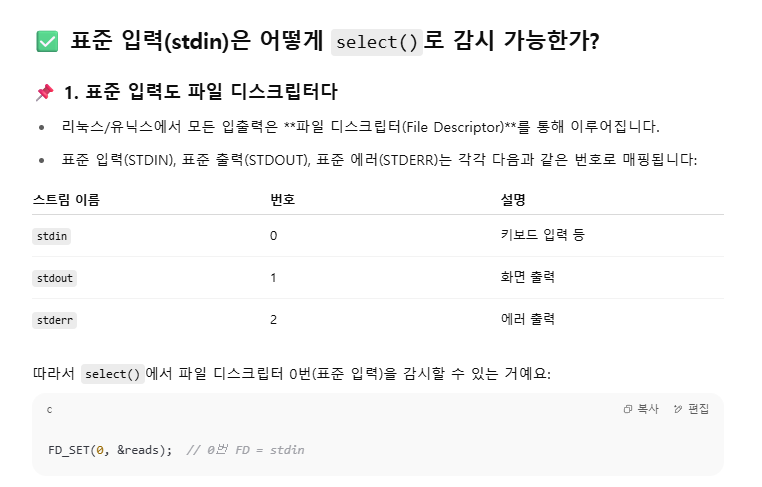 ✅ 표준 입력(stdin)은 어떻게 select()로 감시 가능한가?
📌 1. 표준 입력도 파일 디스크립터다
• 리눅스/유닉스에서 모든 입출력은 **파일 디스크립터(File Descriptor)**를 통해 이루어집니다.
• 표준 입력(STDIN), 표준 출력(STDOUT), 표준 에러(STDERR)는 각각 다음과 같은 번호로 매핑됩니다:
스트림 이름 번호 설명
stdin 0 키보드 입력 등
stdout 1 화면 출력
stderr 2 에러 출력
따라서 select()에서 파일 디스크립터 0번(표준 입력)을 감시할 수 있는 거예요:
c 복사 편집
FD_SET(0, &reads); // 0번 FD = stdin